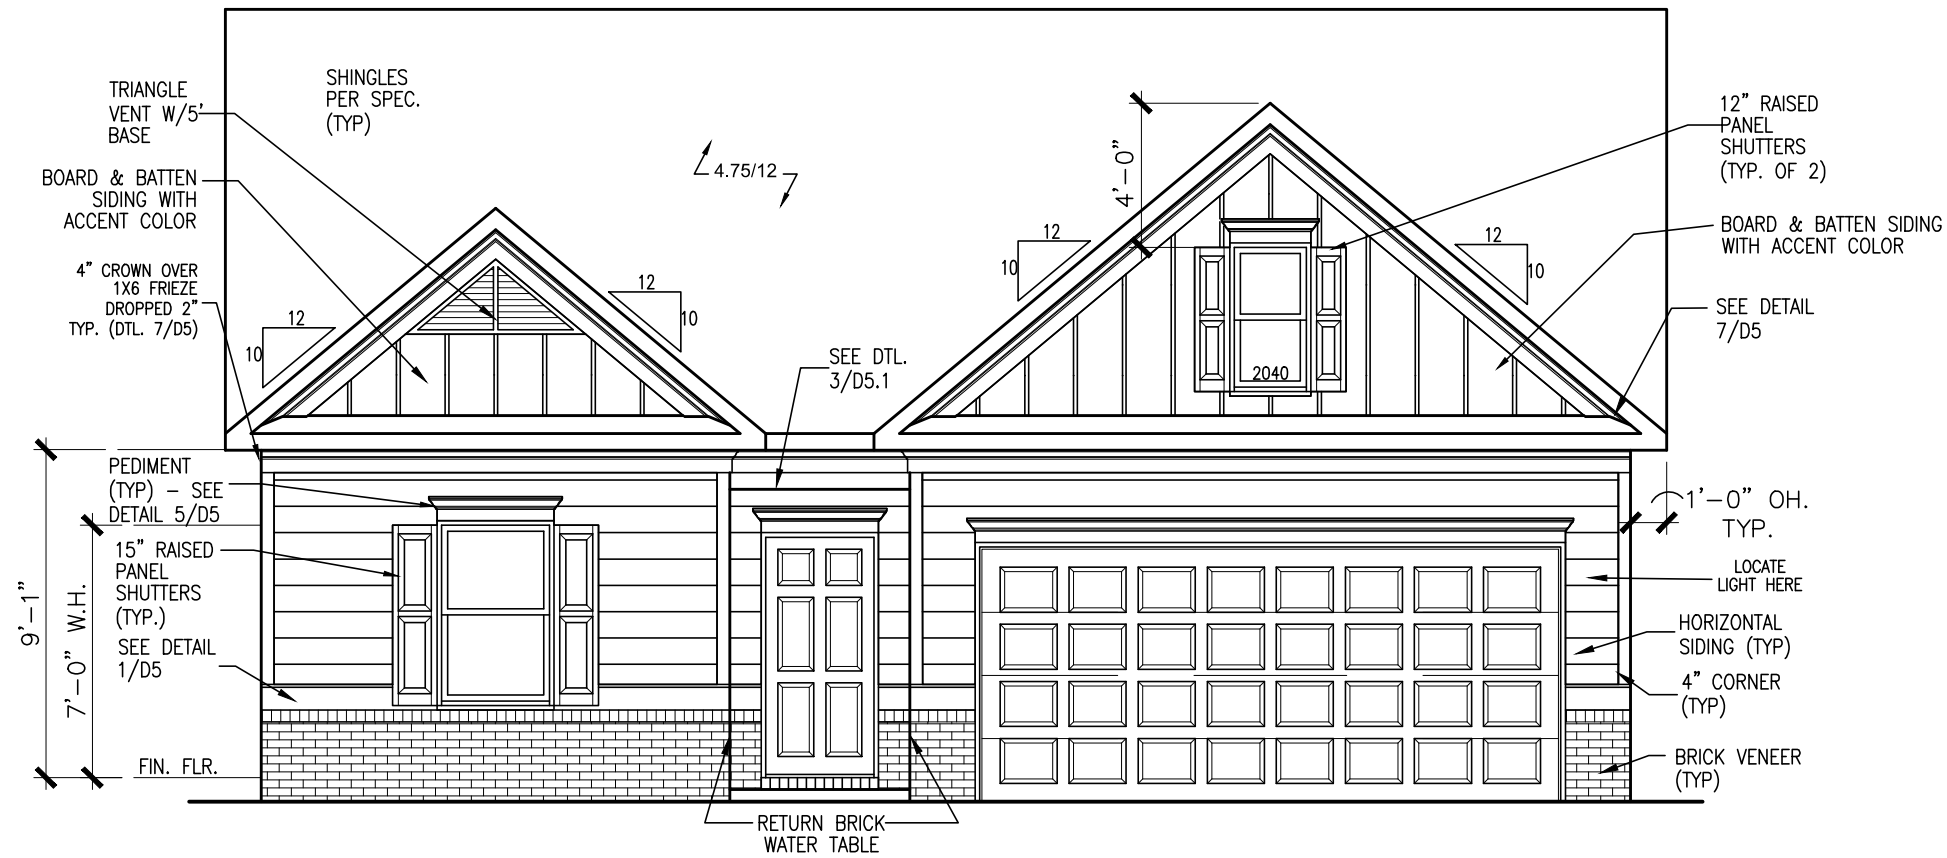 TRIANGLE
VENT W/5'
BASE
SHINGLES
PER SPEC.
(TYP)
BOARD & BATTEN
SIDING WITH
ACCENT COLOR
4" CROWN OVER
1X6 FRIEZE
DROPPED 2"
TYP. (DTL. 7/D5)
12
10
12
10
4.75/12
SEE DTL.
3/D5.1
4'-0"
12
10
12
10
2040
12" RAISED
PANEL
SHUTTERS
(TYP. OF 2)
BOARD & BATTEN SIDING
WITH ACCENT COLOR
SEE DETAIL
7/D5
PEDIMENT
(TYP) – SEE
DETAIL 5/D5
15" RAISED
PANEL
SHUTTERS
(TYP.)
SEE DETAIL
1/D5
9'-1"
7'-0" W.H.
FIN. FLR.
1'-0" OH.
TYP.
LOCATE
LIGHT HERE
HORIZONTAL
SIDING (TYP)
4" CORNER
(TYP)
BRICK VENEER
(TYP)
RETURN BRICK
WATER TABLE